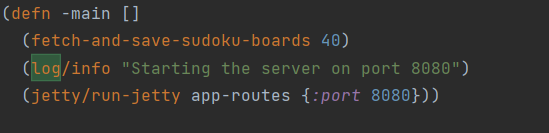 (defn -main []
  (fetch-and-save-sudoku-boards 40)
  (log/info "Starting the server on port 8080")
  (jetty/run-jetty app-routes {:port 8080}))